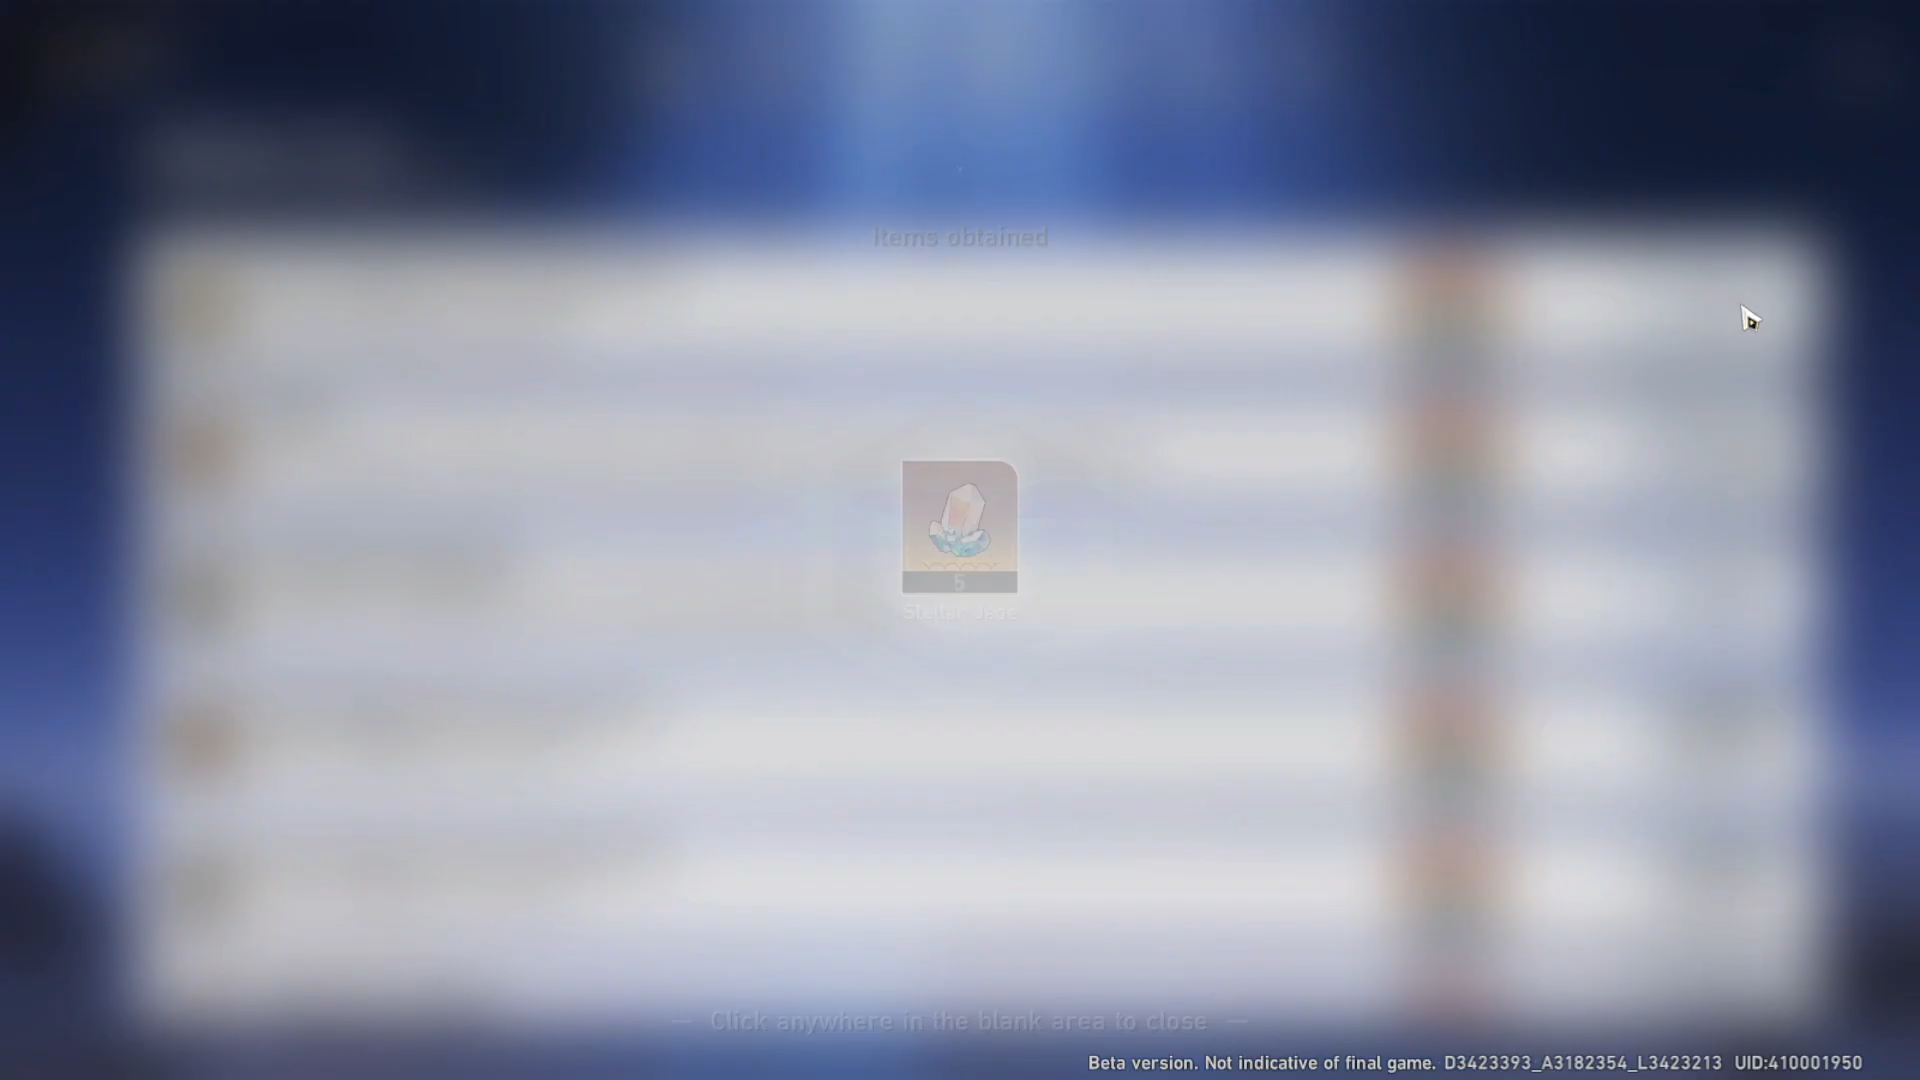 Items obtained
5
Stellar Jade
Click anywhere in the blank area to close
Beta version. Not indicative of final game. D3423393_A3182354_L3423213 UID:410001950